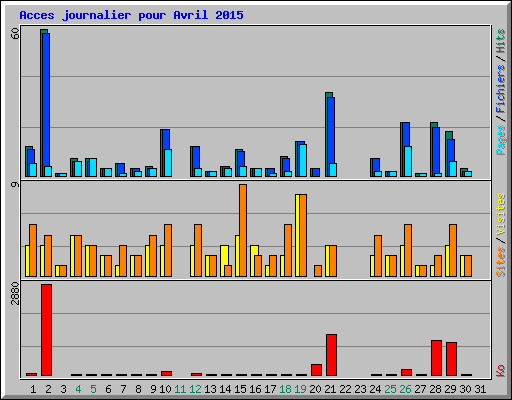 Acces journalier pour Avril 2015
60
Pages / Fichiers / Hits
9
Sites / Visites
2880
Ko
1 2 3 4 5 6 7 8 9 10 11 12 13 14 15 16 17 18 19 20 21 22 23 24 25 26 27 28 29 30 31